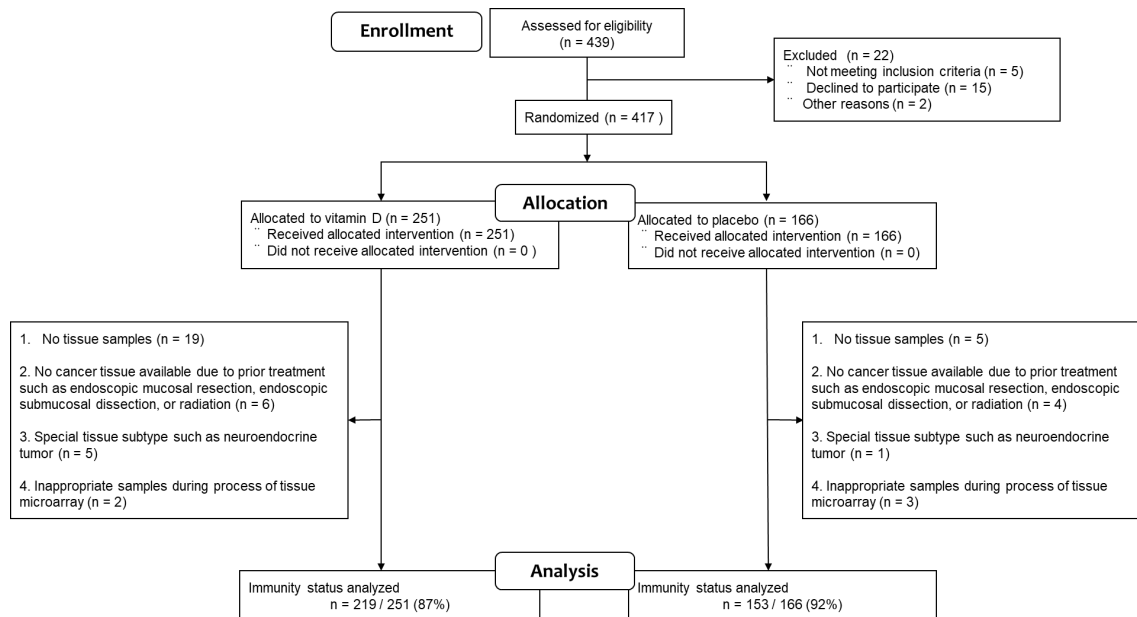 Enrollment
Assessed for eligibility
(n = 439)
Excluded (n = 22)
¨ Not meeting inclusion criteria (n = 5)
¨ Declined to participate (n = 15)
¨ Other reasons (n = 2)
Randomized (n = 417 )
Allocation
Allocated to vitamin D (n = 251)
¨ Received allocated intervention (n = 251)
¨ Did not receive allocated intervention (n = 0 )
Allocated to placebo (n = 166)
¨ Received allocated intervention (n = 166)
¨ Did not receive allocated intervention (n = 0)
1. No tissue samples (n = 19)
2. No cancer tissue available due to prior treatment
such as endoscopic mucosal resection, endoscopic
submucosal dissection, or radiation (n = 6)
3. Special tissue subtype such as neuroendocrine
tumor (n = 5)
4. Inappropriate samples during process of tissue
microarray (n = 2)
1. No tissue samples (n = 5)
2. No cancer tissue available due to prior treatment
such as endoscopic mucosal resection, endoscopic
submucosal dissection, or radiation (n = 4)
3. Special tissue subtype such as neuroendocrine
tumor (n = 1)
4. Inappropriate samples during process of tissue
microarray (n = 3)
Analysis
Immunity status analyzed
n = 219 / 251 (87%)
Immunity status analyzed
n = 153 / 166 (92%)